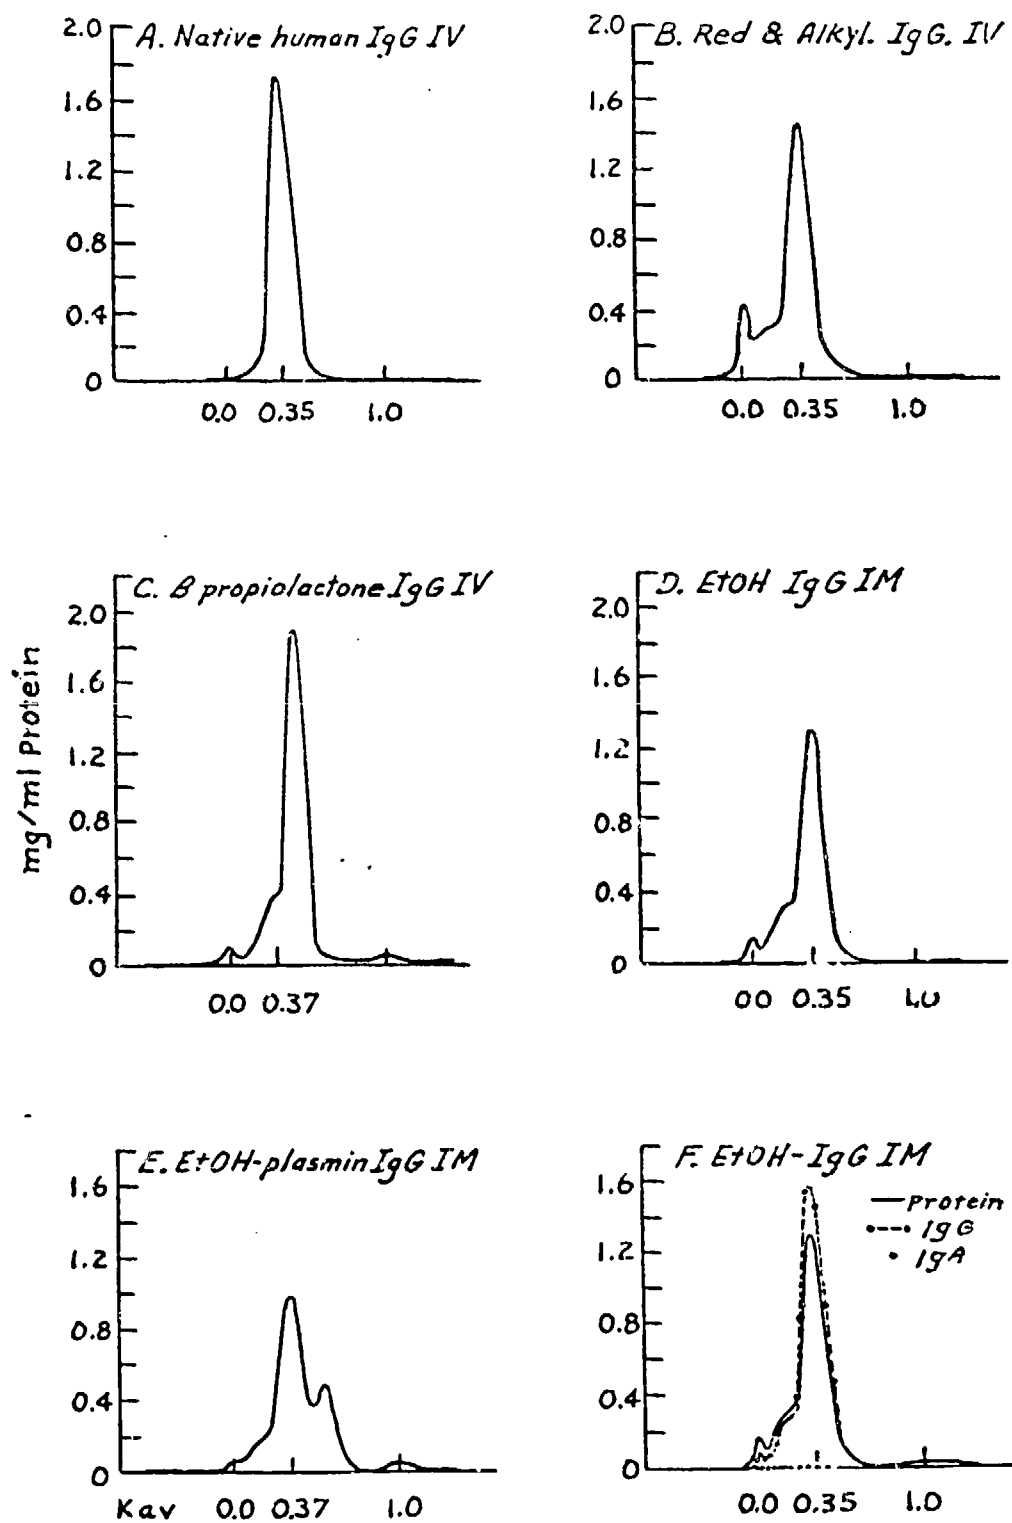 A. Native human IgG IV
2.0
1.6
1.2
0.8
0.4
0
0.0 0.35 1.0
B. Red & Alkyl. IgG. IV
2.0
1.6
1.2
0.8
0.4
0
0.0 0.35 1.0
mg/ml Protein
C. B propiolactone IgG IV
2.0
1.6
1.2
0.8
0.4
0
0.0 0.37
D. EtOH IgG IM
2.0
1.6
1.2
0.8
0.4
0
0.0 0.35 1.0
E. EtOH-plasmin IgG IM
1.6
1.2
0.8
0.4
0
Kav 0.0 0.37 1.0
F. EtOH-IgG IM
protein
IgG
IgA
1.6
1.2
0.8
0.4
0
0.0 0.35 1.0